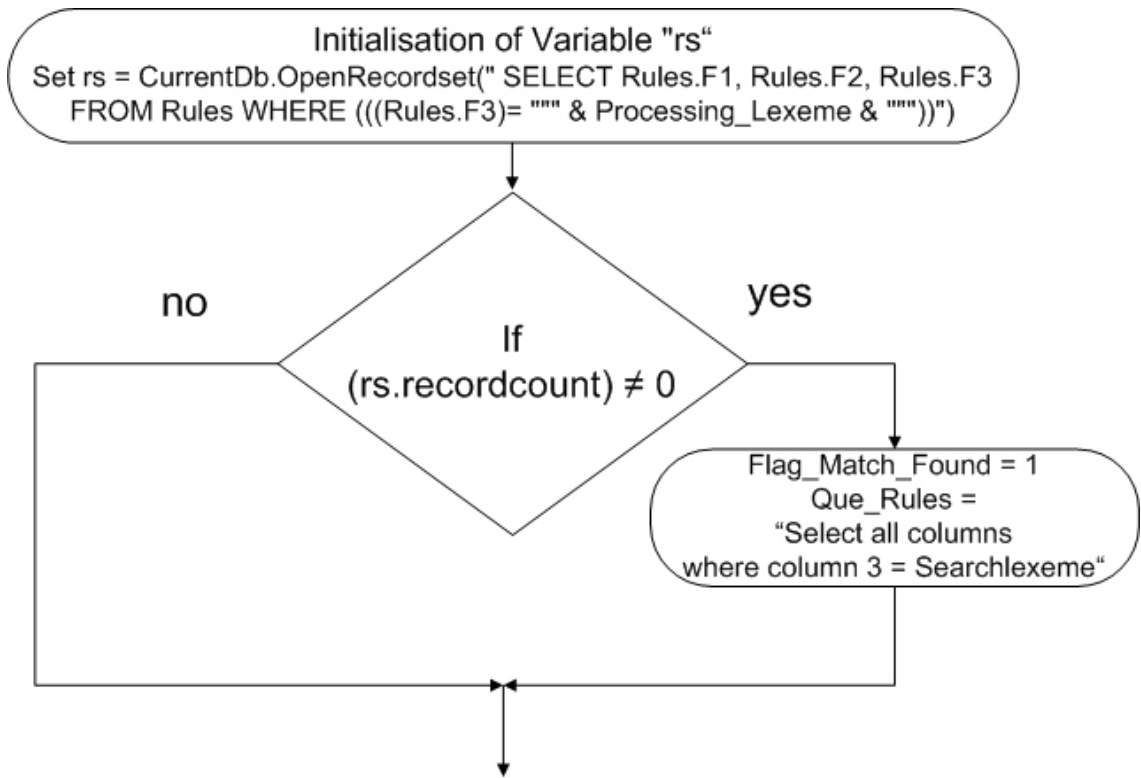 Initialisation of Variable "rs“
Set rs = CurrentDb.OpenRecordset(" SELECT Rules.F1, Rules.F2, Rules.F3
FROM Rules WHERE (((Rules.F3)= """ & Processing_Lexeme & """))")
no
yes
If
(rs.recordcount) ≠ 0
Flag_Match_Found = 1
Que_Rules =
“Select all columns
where column 3 = Searchlexeme“